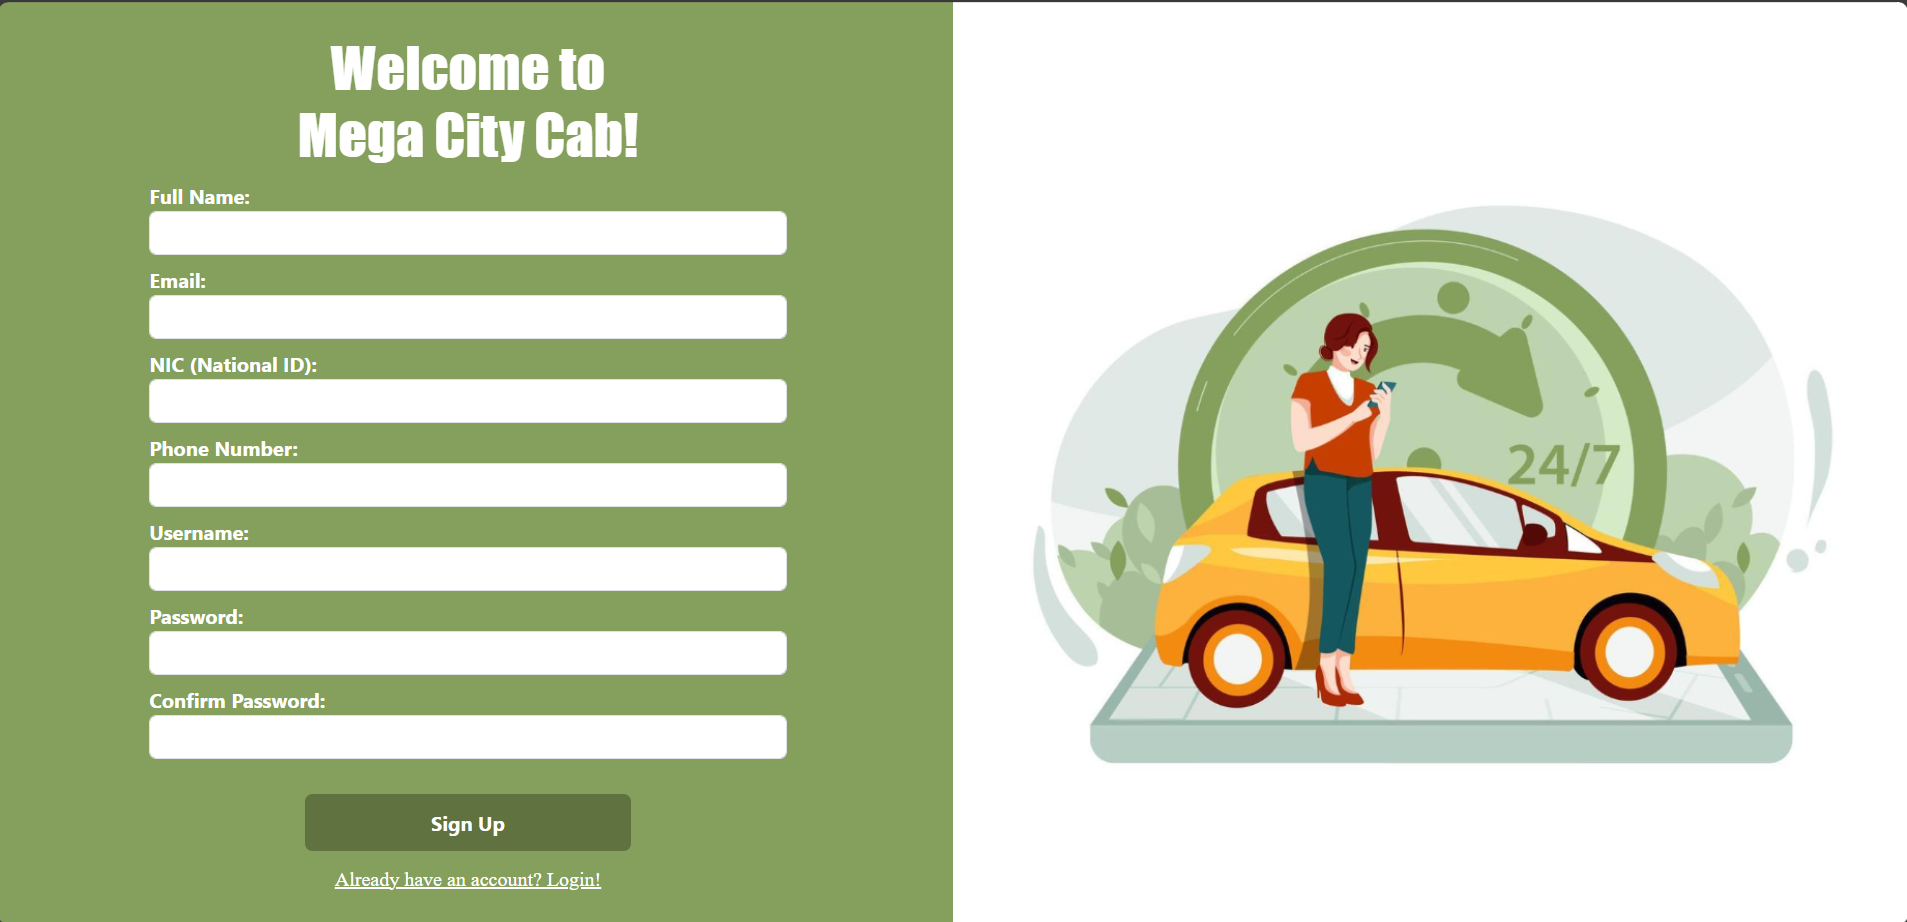 Welcome to
Mega City Cab!
Full Name:
Email:
NIC (National ID):
Phone Number:
Username:
Password:
Confirm Password:
Sign Up
Already have an account? Login!
24/7